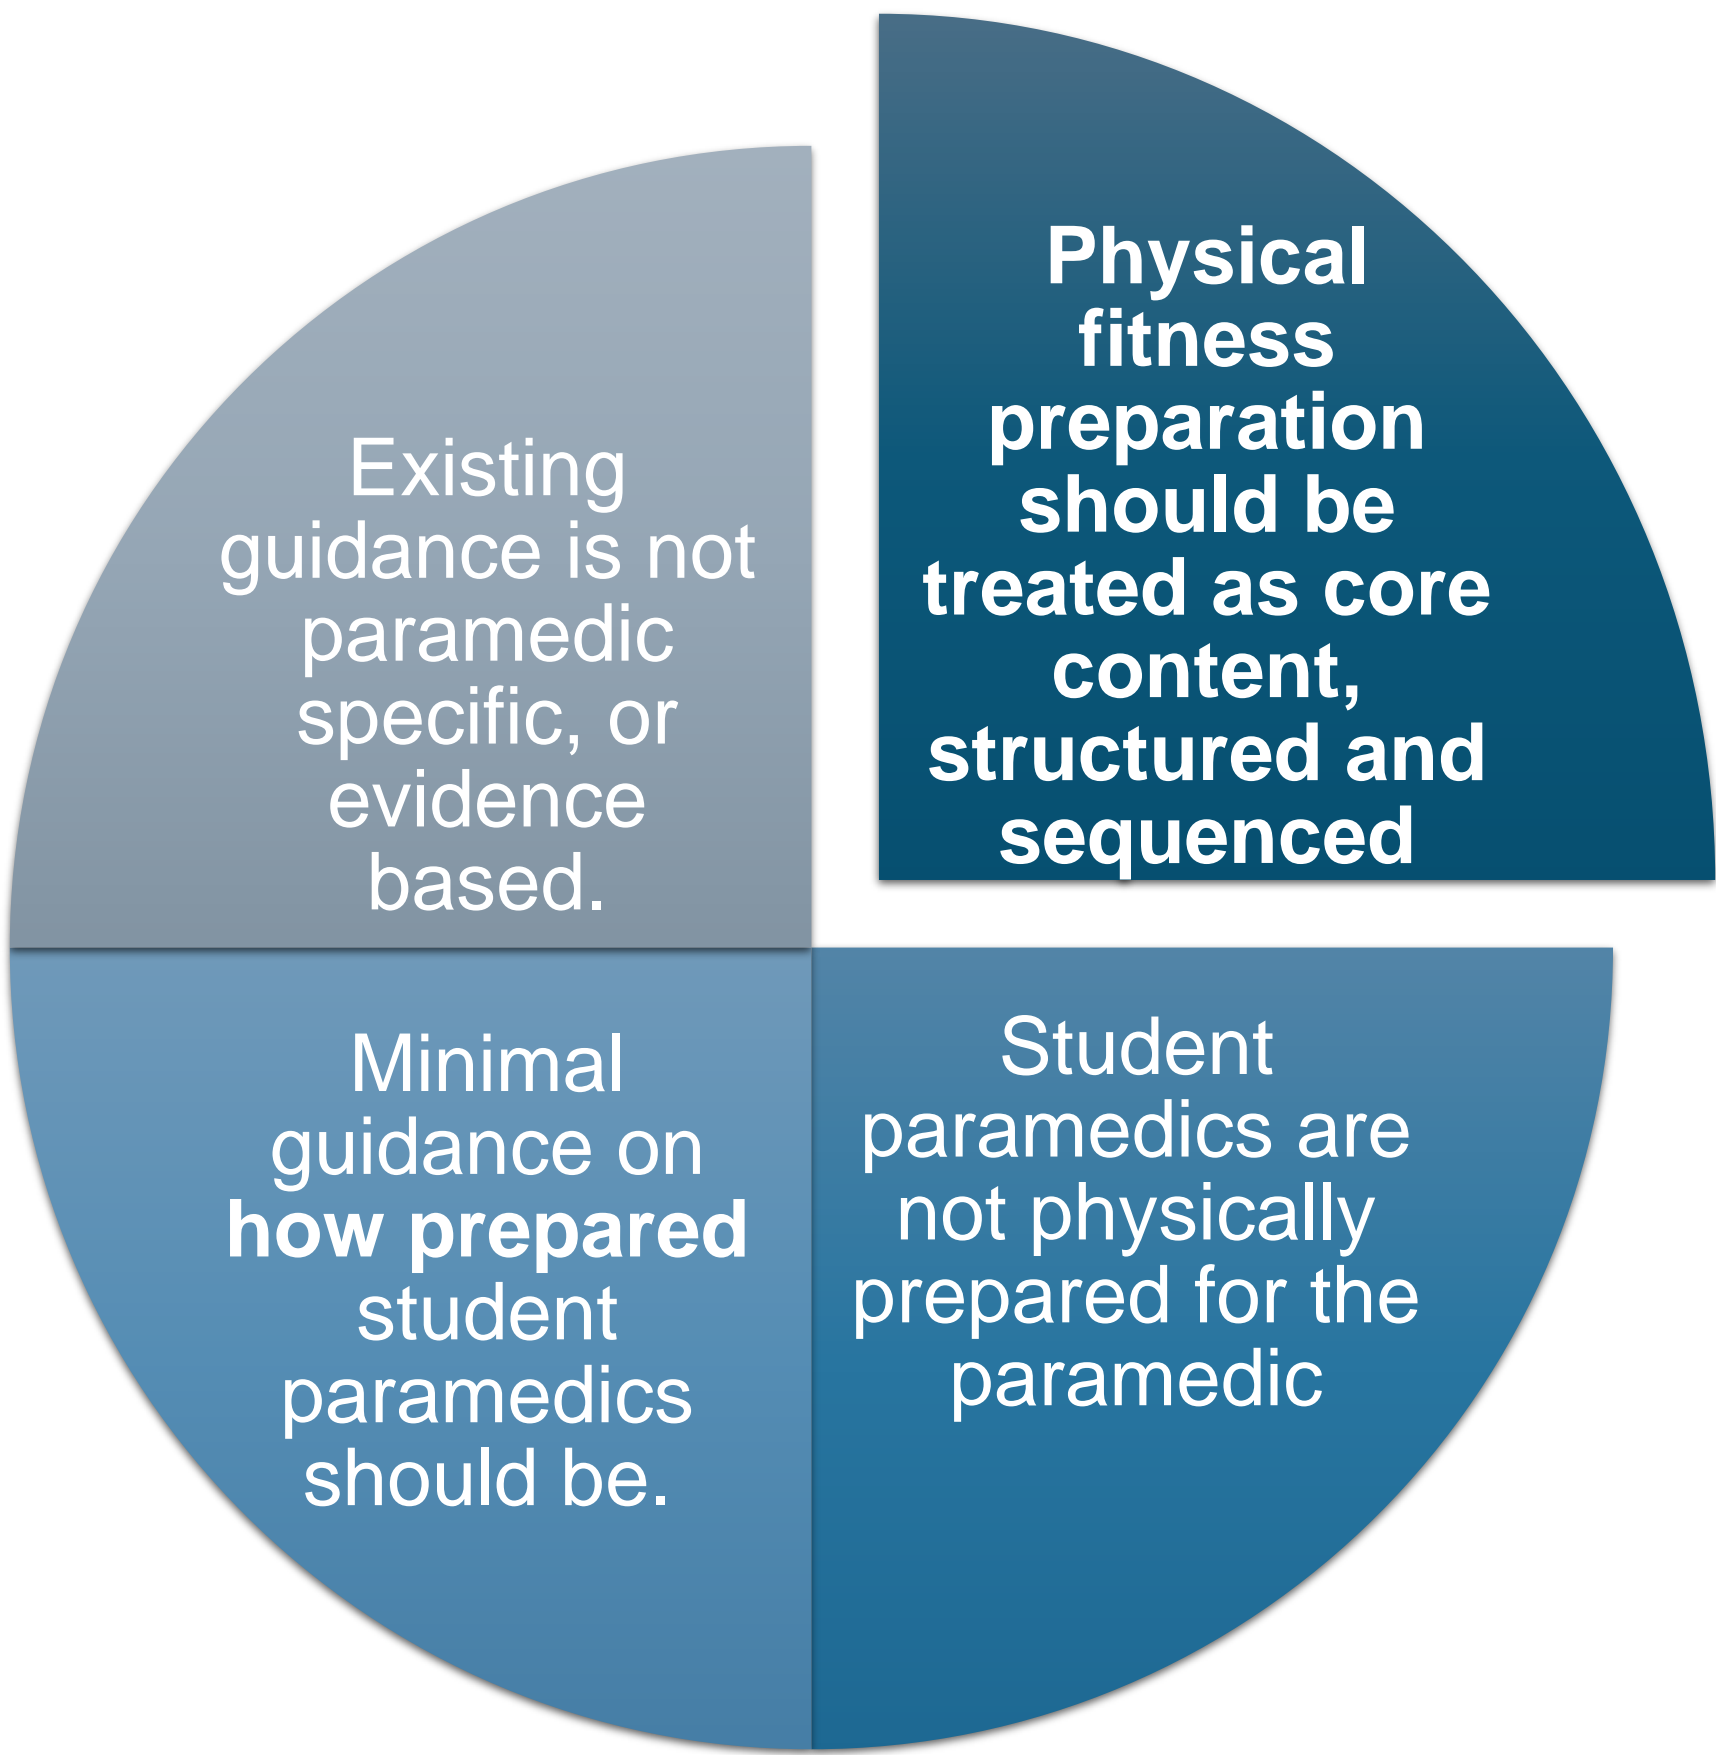 Existing
guidance is not
paramedic
specific, or
evidence
based.
Physical
fitness
preparation
should be
treated as core
content,
structured and
sequenced
Minimal
guidance on
how prepared
student
paramedics
should be.
Student
paramedics are
not physically
prepared for the
paramedic